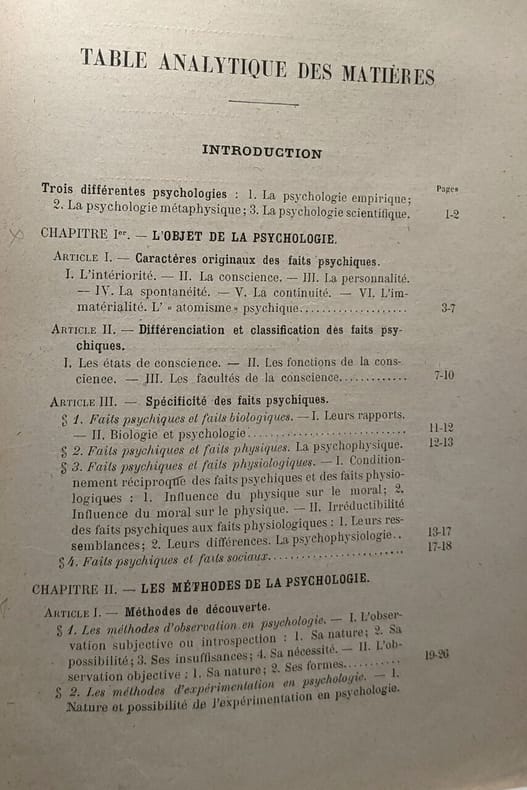 TABLE ANALYTIQUE DES MATIÈRES
INTRODUCTION
Pages
Trois différentes psychologies : 1. La psychologie empirique;
2. La psychologie métaphysique; 3. La psychologie scientifique. 1-2
CHAPITRE Ier. — L'OBJET DE LA PSYCHOLOGIE.
ARTICLE I. — Caractères originaux des faits psychiques.
I. L'intériorité. — II. La conscience. — III. La personnalité.
— IV. La spontanéité. — V. La continuité. — VI. L'im-
matérialité. L' « atomisme » psychique.................. 3-7
ARTICLE II. — Différenciation et classification des faits psy-
chiques.
I. Les états de conscience. — II. Les fonctions de la cons-
cience. — III. Les facultés de la conscience............. 7-10
ARTICLE III. — Spécificité des faits psychiques.
§ 1. Faits psychiques et faits biologiques. — I. Leurs rapports.
— II. Biologie et psychologie............................ 11-12
§ 2. Faits psychiques et faits physiques. La psychophysique. 12-13
§ 3. Faits psychiques et faits physiologiques. — I. Condition-
nement réciproque des faits psychiques et des faits physio-
logiques : 1. Influence du physique sur le moral; 2.
Influence du moral sur le physique. — II. Irréductibilité
des faits psychiques aux faits physiologiques : 1. Leurs res-
semblances; 2. Leurs différences. La psychophysiologie.. 13-17
§ 4. Faits psychiques et faits sociaux..................... 17-18
CHAPITRE II. — LES MÉTHODES DE LA PSYCHOLOGIE.
ARTICLE I. — Méthodes de découverte.
§ 1. Les méthodes d'observation en psychologie. — I. L'obser-
vation subjective ou introspection : 1. Sa nature; 2. Sa
possibilité; 3. Ses insuffisances; 4. Sa nécessité. — II. L'ob-
servation objective : 1. Sa nature; 2. Ses formes.......... 19-26
§ 2. Les méthodes d'expérimentation en psychologie. — I.
Nature et possibilité de l'expérimentation en psychologie.